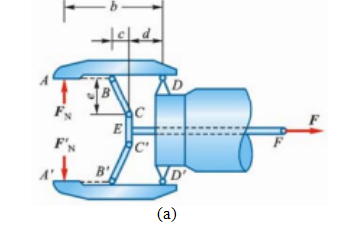 b
c d
e
A B D
F_N C
E F F
F'_N C'
A' B' D'
(a)